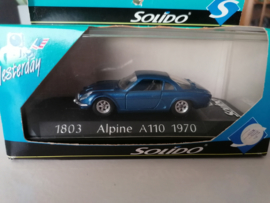 SOLIDO
Yesterday
1803 Alpine A110 1970
SOLIDO